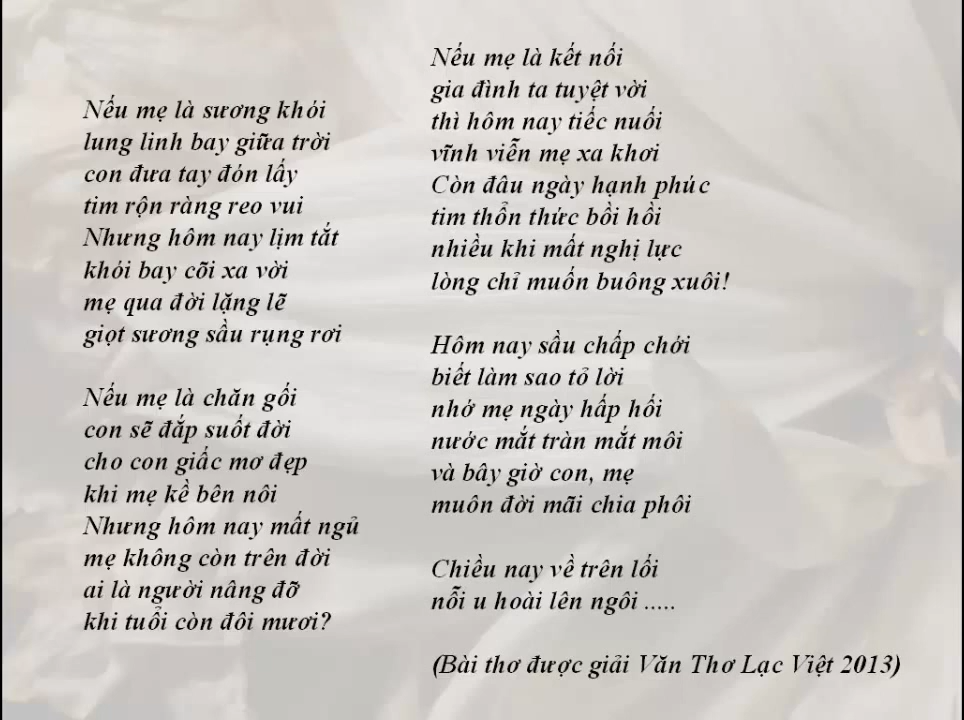 Nếu mẹ là sương khói
lung linh bay giữa trời
con đưa tay đón lấy
tim rộn ràng reo vui
Nhưng hôm nay lịm tắt
khói bay cõi xa vời
mẹ qua đời lặng lẽ
giọt sương sầu rụng rơi
Nếu mẹ là chăn gối
con sẽ đắp suốt đời
cho con giấc mơ đẹp
khi mẹ kề bên nôi
Nhưng hôm nay mất ngủ
mẹ không còn trên đời
ai là người nâng đỡ
khi tuổi còn đôi mươi?
Nếu mẹ là kết nối
gia đình ta tuyệt vời
thì hôm nay tiếc nuối
vĩnh viễn mẹ xa khơi
Còn đâu ngày hạnh phúc
tim thổn thức bồi hồi
nhiều khi mất nghị lực
lòng chỉ muốn buông xuôi!
Hôm nay sầu chấp chới
biết làm sao tỏ lời
nhớ mẹ ngày hấp hối
nước mắt tràn mắt môi
và bây giờ con, mẹ
muôn đời mãi chia phôi
Chiều nay về trên lối
nỗi u hoài lên ngôi .....
(Bài thơ được giải Văn Thơ Lạc Việt 2013)